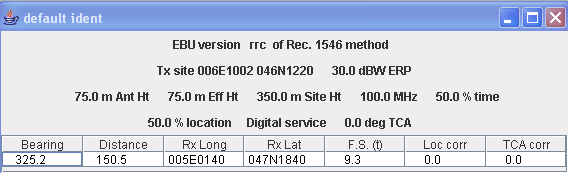 default ident
EBU version rrc of Rec. 1546 method
Tx site 006E1002 046N1220 30.0 dBW ERP
75.0 m Ant Ht 75.0 m Eff Ht 350.0 m Site Ht 100.0 MHz 50.0 % time
50.0 % location Digital service 0.0 deg TCA
Bearing Distance Rx Long Rx Lat F.S. (t) Loc corr TCA corr
325.2 150.5 005E0140 047N1840 9.3 0.0 0.0